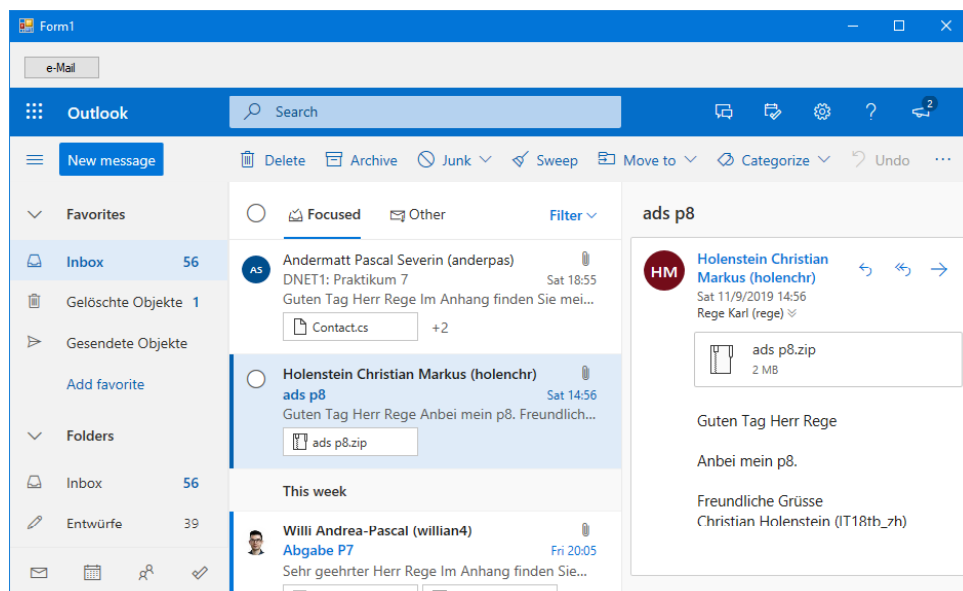 Form1
e-Mail
Outlook
Search
2
New message
Delete
Archive
Junk
Sweep
Move to
Categorize
Undo
Favorites
Inbox 56
Gelöschte Objekte 1
Gesendete Objekte
Add favorite
Folders
Inbox 56
Entwürfe 39
Focused
Other
Filter
AS
Andermatt Pascal Severin (anderpas)
DNET1: Praktikum 7 Sat 18:55
Guten Tag Herr Rege Im Anhang finden Sie mei...
Contact.cs +2
Holenstein Christian Markus (holenchr)
ads p8 Sat 14:56
Guten Tag Herr Rege Anbei mein p8. Freundlich...
ads p8.zip
This week
Willi Andrea-Pascal (willian4)
Abgabe P7 Fri 20:05
Sehr geehrter Herr Rege Im Anhang finden Sie...
ads p8
HM
Holenstein Christian
Markus (holenchr)
Sat 11/9/2019 14:56
Rege Karl (rege)
ads p8.zip
2 MB
Guten Tag Herr Rege
Anbei mein p8.
Freundliche Grüsse
Christian Holenstein (IT18tb_zh)